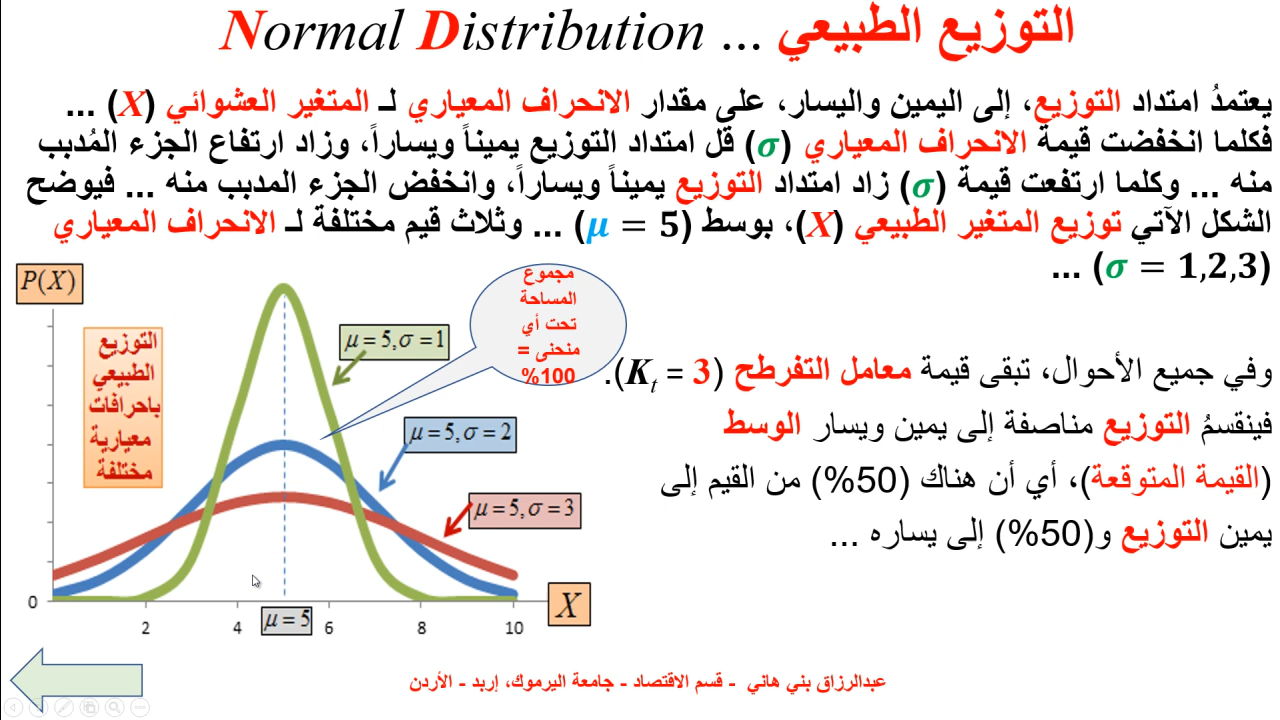 التوزيع الطبيعي ... Normal Distribution
يعتمدُ امتداد التوزيع، إلى اليمين واليسار، على مقدار الانحراف المعياري لـ المتغير العشوائي (X) ...
فكلما انخفضت قيمة الانحراف المعياري (σ) قل امتداد التوزيع يميناً ويساراً، وزاد ارتفاع الجزء المُدبب
منه ... وكلما ارتفعت قيمة (σ) زاد امتداد التوزيع يميناً ويساراً، وانخفض الجزء المدبب منه ... فيوضح
الشكل الآتي توزيع المتغير الطبيعي (X)، بوسط (μ = 5) ... وثلاث قيم مختلفة لـ الانحراف المعياري
(σ = 1,2,3) ...
وفي جميع الأحوال، تبقى قيمة معامل التفرطح (Kt = 3).
فينقسمُ التوزيع مناصفة إلى يمين ويسار الوسط
(القيمة المتوقعة)، أي أن هناك (50%) من القيم إلى
يمين التوزيع و(50%) إلى يساره ...
P(X)
التوزيع
الطبيعي
باحرافات
معيارية
مختلفة
مجموع
المساحة
تحت أي
منحنى =
100%
μ = 5,σ = 1
μ = 5,σ = 2
μ = 5,σ = 3
0
2
4
μ = 5
6
8
10
X
عبدالرزاق بني هاني - قسم الاقتصاد - جامعة اليرموك، إربد - الأردن